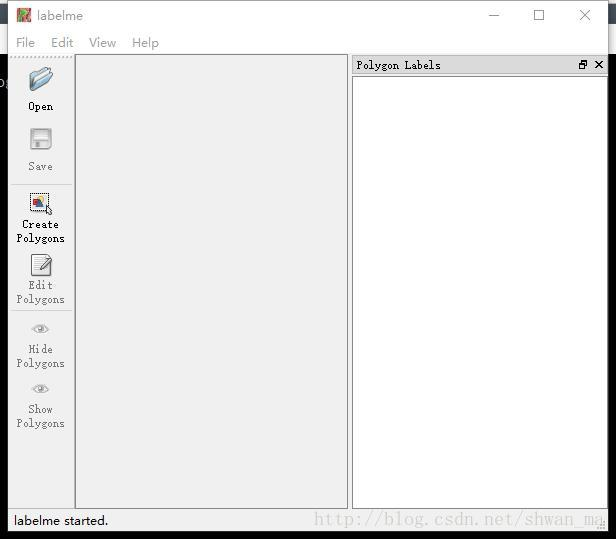 labelme
File Edit View Help
Polygon Labels
Open
Save
Create
Polygons
Edit
Polygons
Hide
Polygons
Show
Polygons
labelme started.
http://blog.csdn.net/shwan_ma